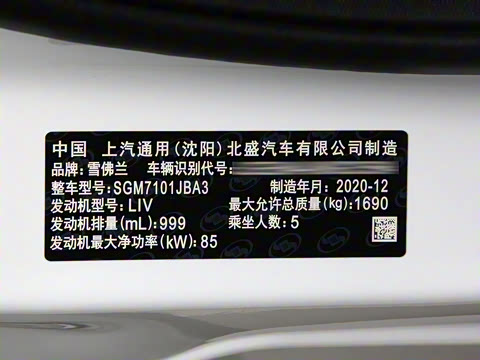 中国 上汽通用(沈阳)北盛汽车有限公司制造
品牌:雪佛兰 车辆识别代号:
整车型号:SGM7101JBA3 制造年月:2020-12
发动机型号:LIV 最大允许总质量(kg):1690
发动机排量(mL):999 乘坐人数:5
发动机最大净功率(kW):85